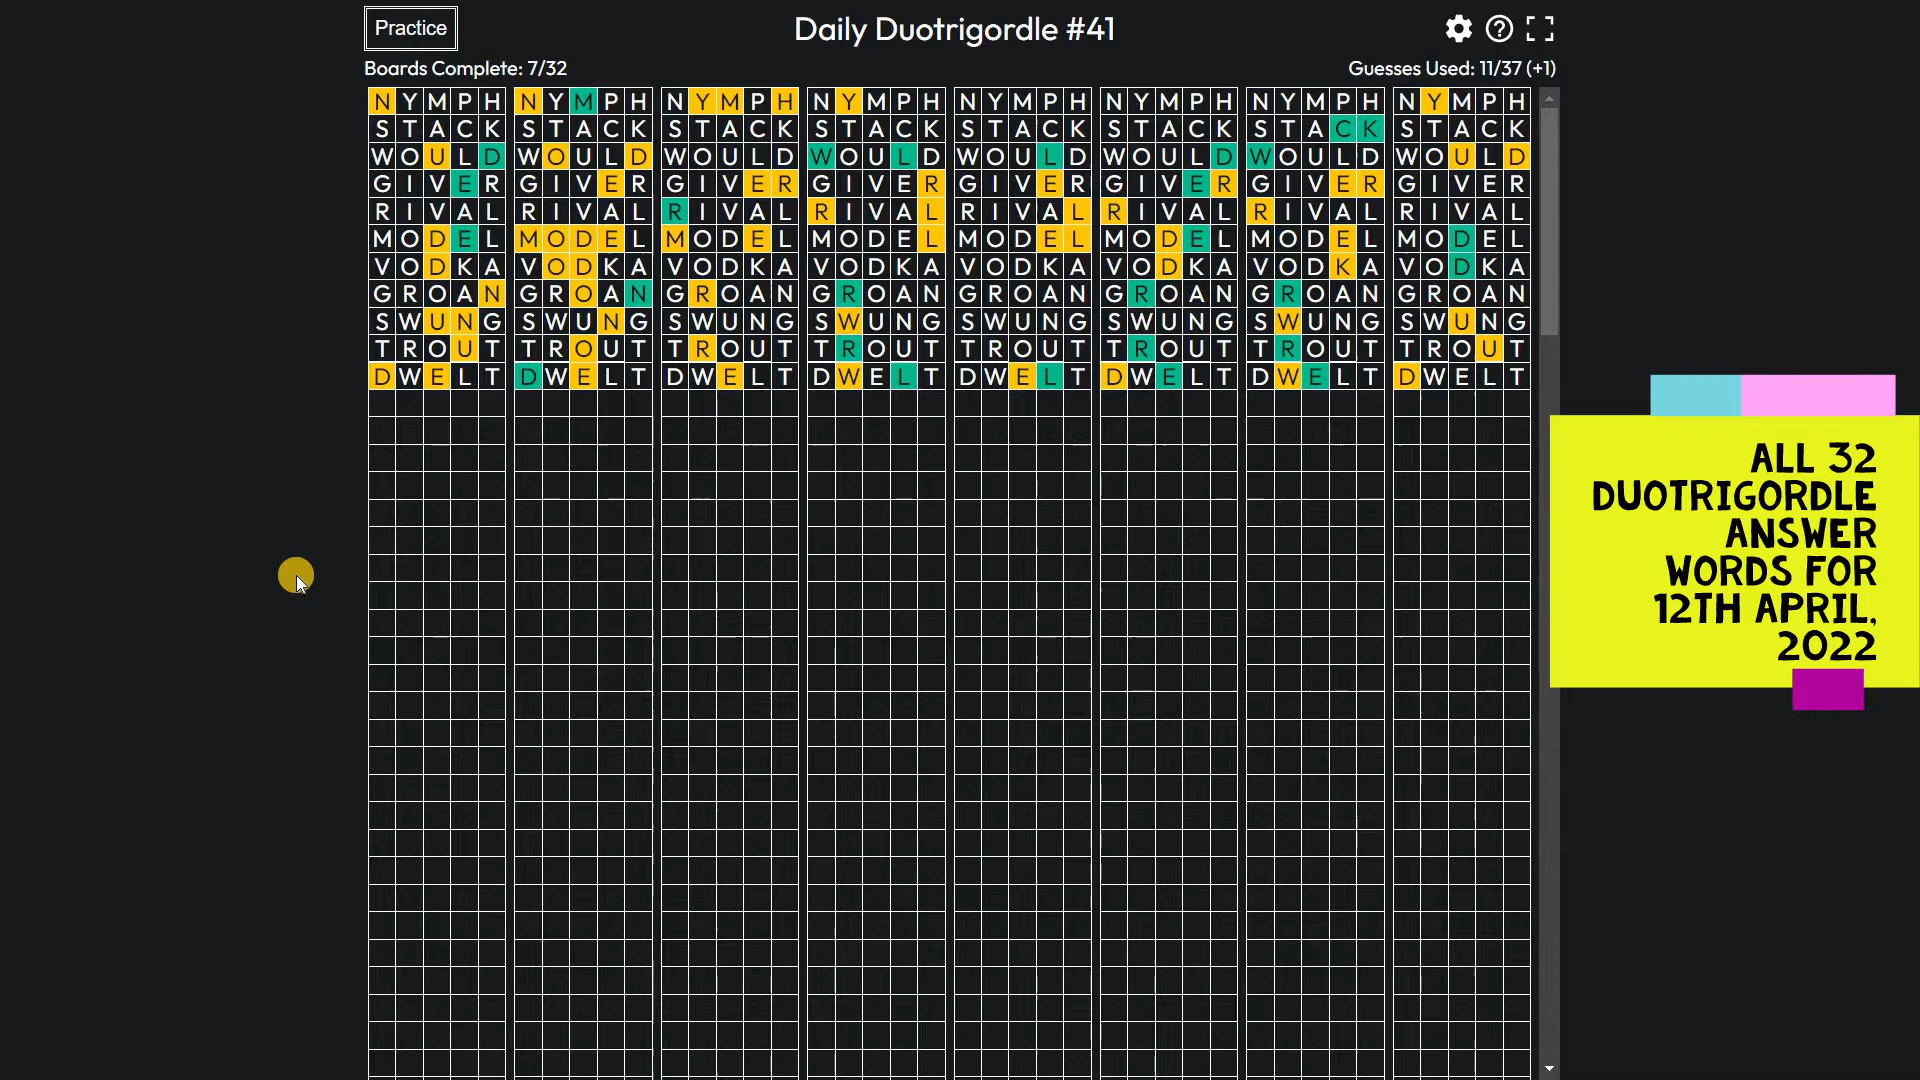 Practice
Daily Duotrigordle #41
Boards Complete: 7/32
Guesses Used: 11/37 (+1)
NYMPH NYMPH NYMPH NYMPH NYMPH NYMPH NYMPH NYMPH
STACK STACK STACK STACK STACK STACK STACK STACK
WOULD WOULD WOULD WOULD WOULD WOULD WOULD WOULD
GIVER GIVER GIVER GIVER GIVER GIVER GIVER GIVER
RIVAL RIVAL RIVAL RIVAL RIVAL RIVAL RIVAL RIVAL
MODEL MODEL MODEL MODEL MODEL MODEL MODEL MODEL
VODKA VODKA VODKA VODKA VODKA VODKA VODKA VODKA
GROAN GROAN GROAN GROAN GROAN GROAN GROAN GROAN
SWUNG SWUNG SWUNG SWUNG SWUNG SWUNG SWUNG SWUNG
TROUT TROUT TROUT TROUT TROUT TROUT TROUT TROUT
DWELT DWELT DWELT DWELT DWELT DWELT DWELT DWELT
ALL 32
DUOTRIGORDLE
ANSWER
WORDS FOR
12TH APRIL,
2022